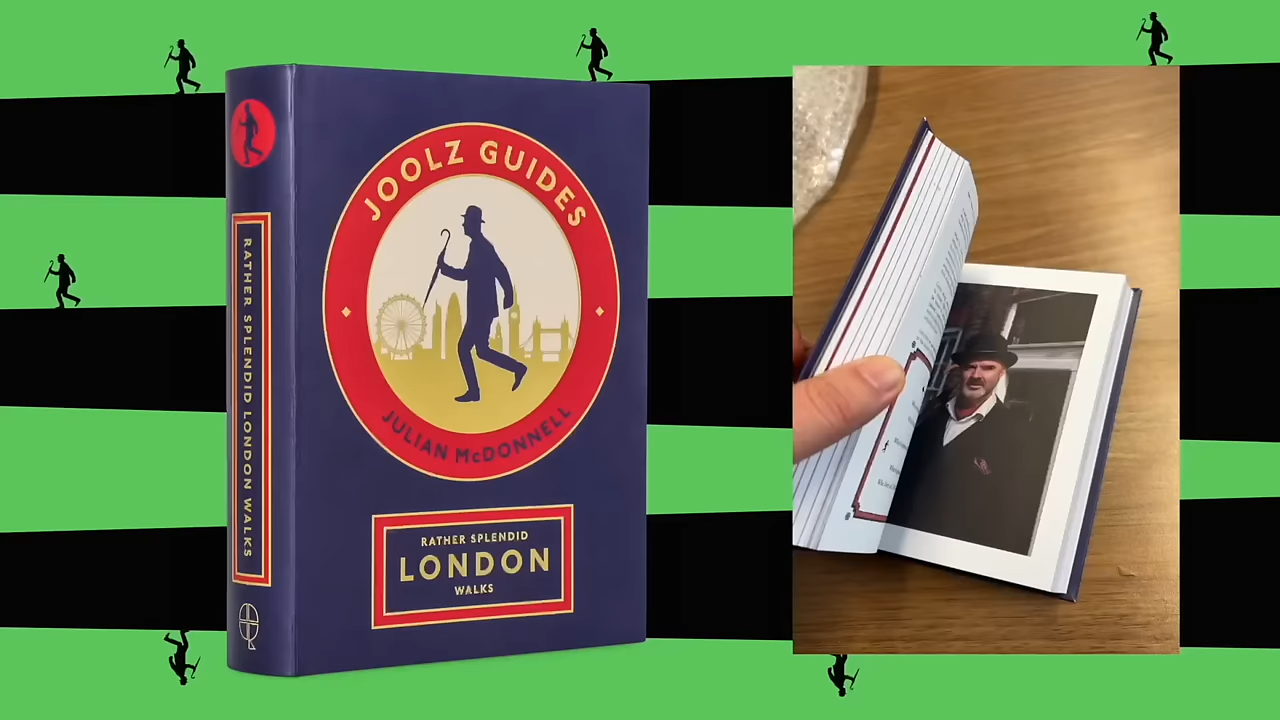 RATHER SPLENDID LONDON WALKS
JOOLZ GUIDES
JULIAN McDONNELL
RATHER SPLENDID
LONDON
WALKS